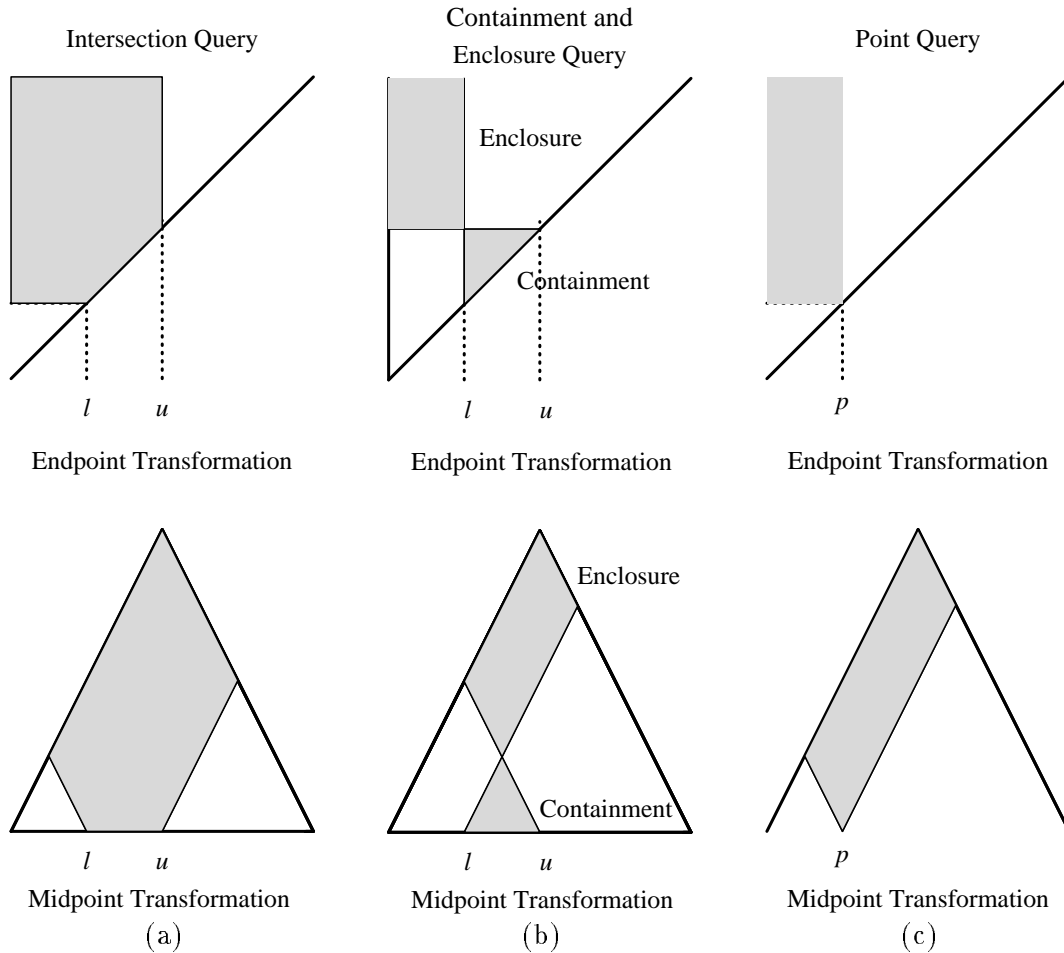 Intersection Query
Containment and
Enclosure Query
Point Query
Enclosure
Containment
l
u
l
u
p
Endpoint Transformation
Endpoint Transformation
Endpoint Transformation
Enclosure
Containment
l
u
l
u
p
Midpoint Transformation
Midpoint Transformation
Midpoint Transformation
(a)
(b)
(c)